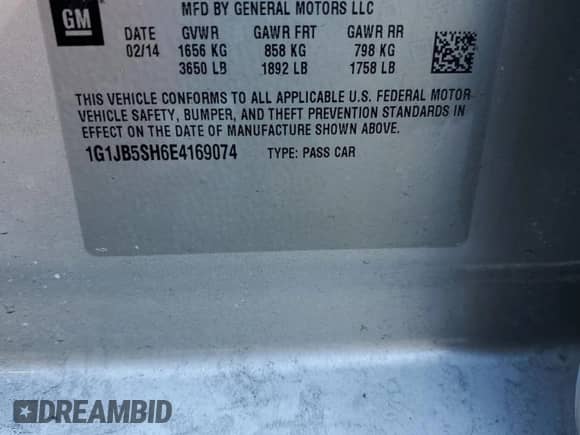 GM
MFD BY GENERAL MOTORS LLC
DATE GVWR GAWR FRT GAWR RR
02/14 1656 KG 858 KG 798 KG
3650 LB 1892 LB 1758 LB
THIS VEHICLE CONFORMS TO ALL APPLICABLE U.S. FEDERAL MOTOR
VEHICLE SAFETY, BUMPER, AND THEFT PREVENTION STANDARDS IN
EFFECT ON THE DATE OF MANUFACTURE SHOWN ABOVE.
1G1JB5SH6E4169074 TYPE: PASS CAR
DREAMBID